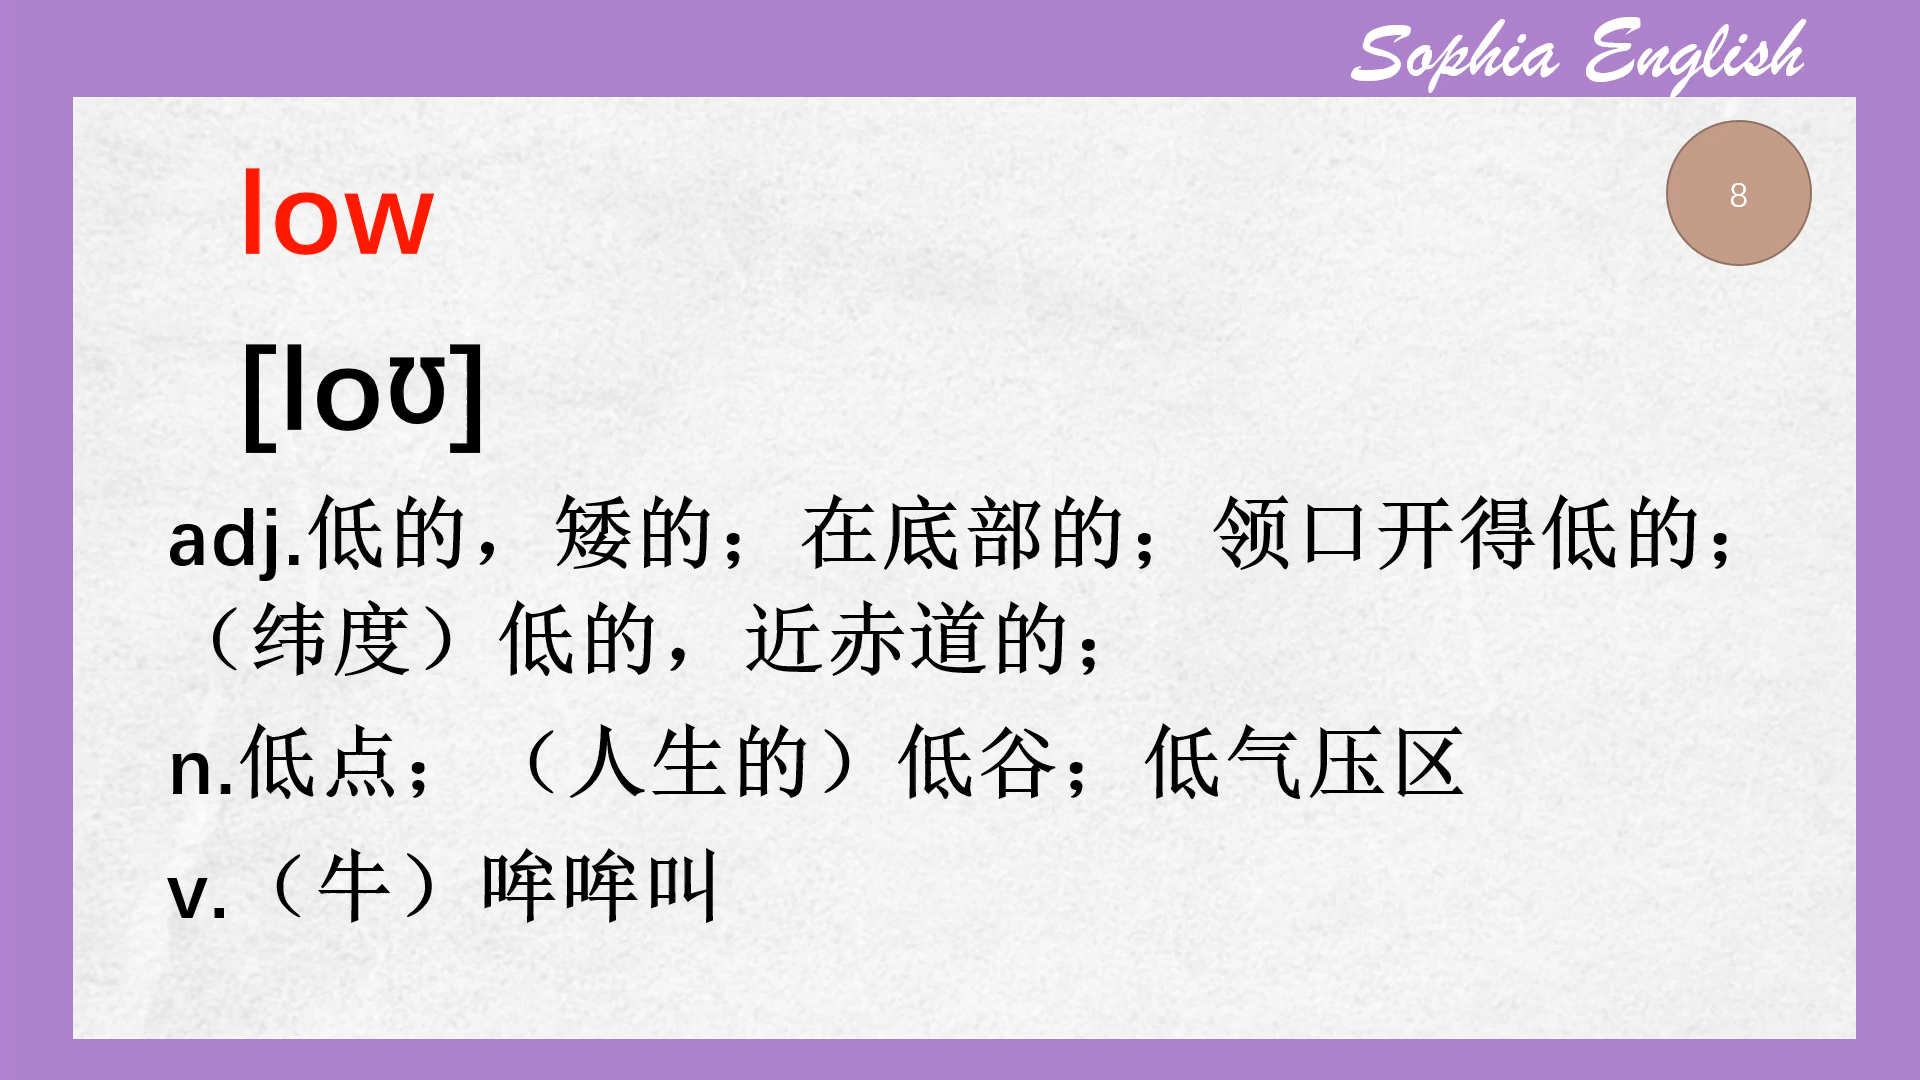 Sophia English
8
low
[loʊ]
adj.低的，矮的；在底部的；领口开得低的；
（纬度）低的，近赤道的；
n.低点；（人生的）低谷；低气压区
v.（牛）哞哞叫